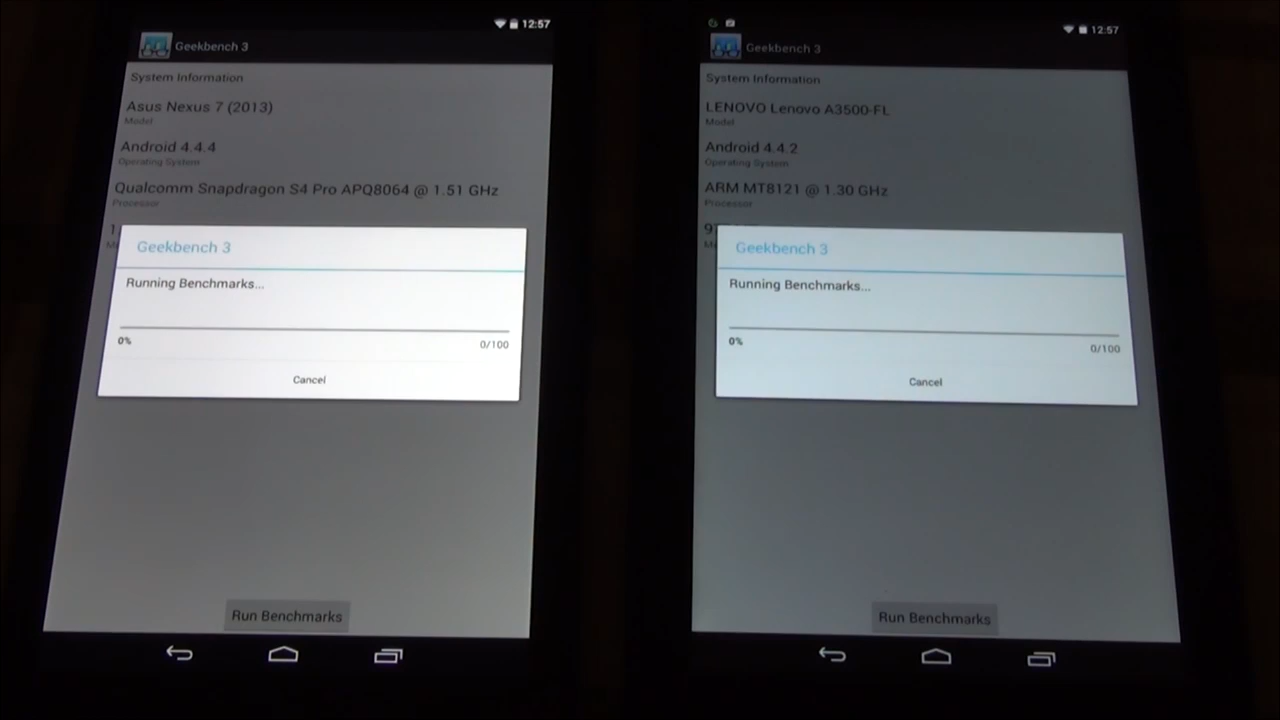 12:57
Geekbench 3
System Information
Asus Nexus 7 (2013)
Model
Android 4.4.4
Operating System
Qualcomm Snapdragon S4 Pro APQ8064 @ 1.51 GHz
Processor
Geekbench 3
Running Benchmarks...
0%
0/100
Cancel
Run Benchmarks
12:57
Geekbench 3
System Information
LENOVO Lenovo A3500-FL
Model
Android 4.4.2
Operating System
ARM MT8121 @ 1.30 GHz
Processor
Geekbench 3
Running Benchmarks...
0%
0/100
Cancel
Run Benchmarks